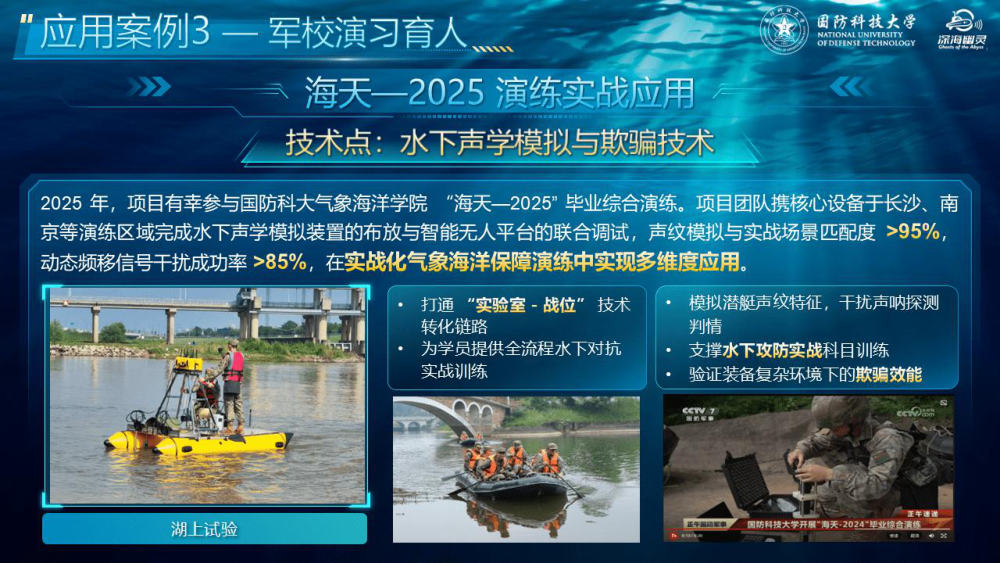 应用案例3 — 军校演习育人
国防科技大学
NATIONAL UNIVERSITY
OF DEFENSE TECHNOLOGY
深海幽灵
Ghosts of the Abyss
海天—2025 演练实战应用
技术点：水下声学模拟与欺骗技术
2025 年，项目有幸参与国防科大气象海洋学院 “海天—2025” 毕业综合演练。项目团队携核心设备于长沙、南
京等演练区域完成水下声学模拟装置的布放与智能无人平台的联合调试，声纹模拟与实战场景匹配度 >95%，
动态频移信号干扰成功率 >85%，在实战化气象海洋保障演练中实现多维度应用。
• 打通 “实验室 - 战位” 技术
转化链路
• 为学员提供全流程水下对抗
实战训练
• 模拟潜艇声纹特征，干扰声呐探测
判情
• 支撑水下攻防实战科目训练
• 验证装备复杂环境下的欺骗效能
湖上试验
CCTV 7
国防军事
CCTV
正午速递
正午国防军事
国防科技大学开展“海天-2024”毕业综合演练